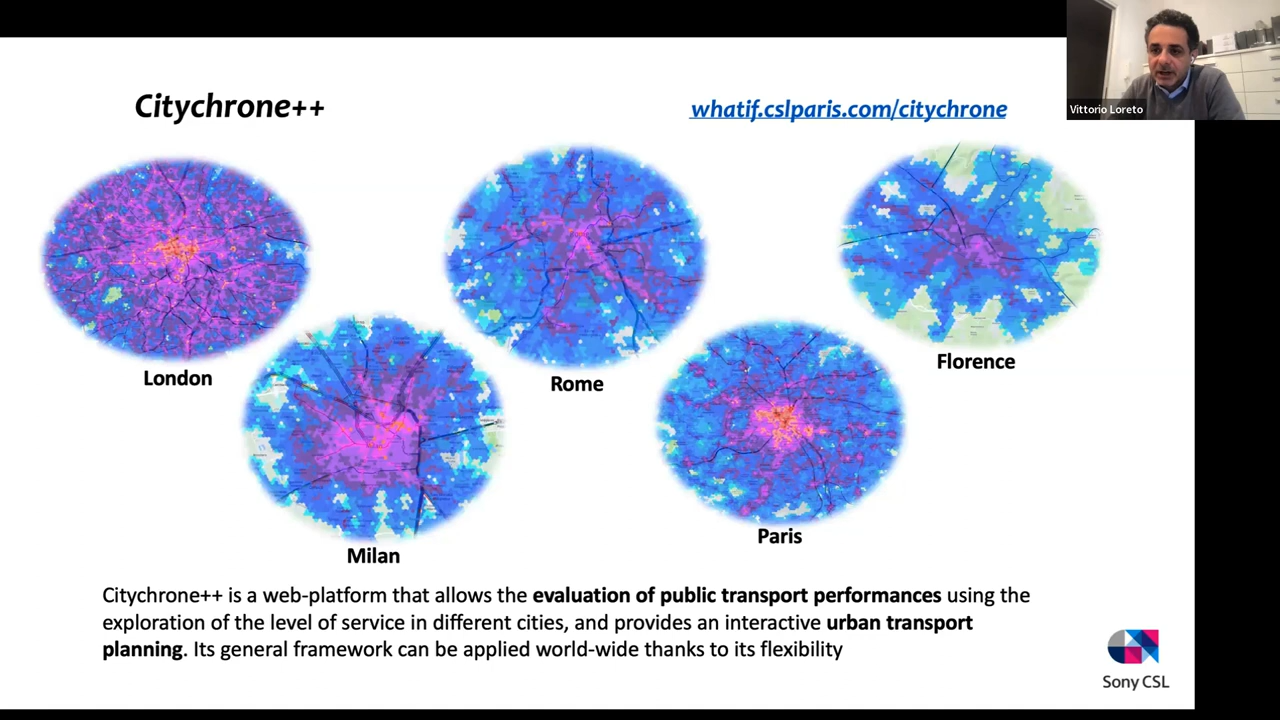 Citychrone++
whatif.cslparis.com/citychrone
Vittorio Loreto
London
Rome
Florence
Milan
Paris
Citychrone++ is a web-platform that allows the evaluation of public transport performances using the
exploration of the level of service in different cities, and provides an interactive urban transport
planning. Its general framework can be applied world-wide thanks to its flexibility
Sony CSL